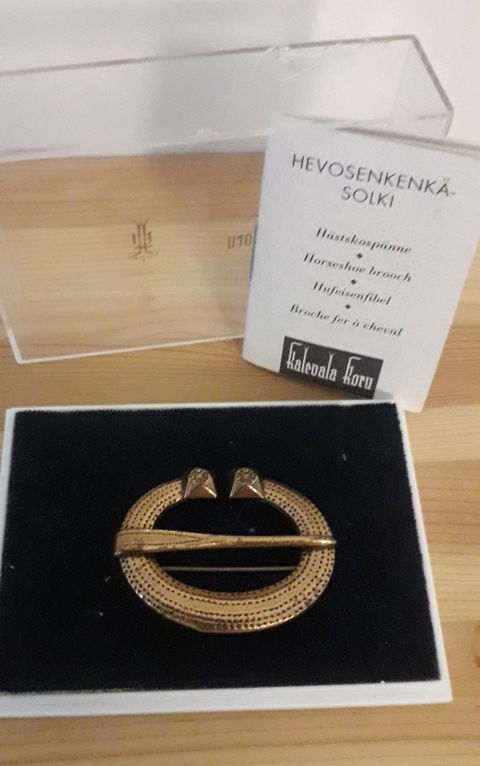 HEVOSENKENKÄ-
SOLKI
Hästskospänne
Horseshoe brooch
Hufeisenfibel
Broche fer à cheval
Kalevala Koru